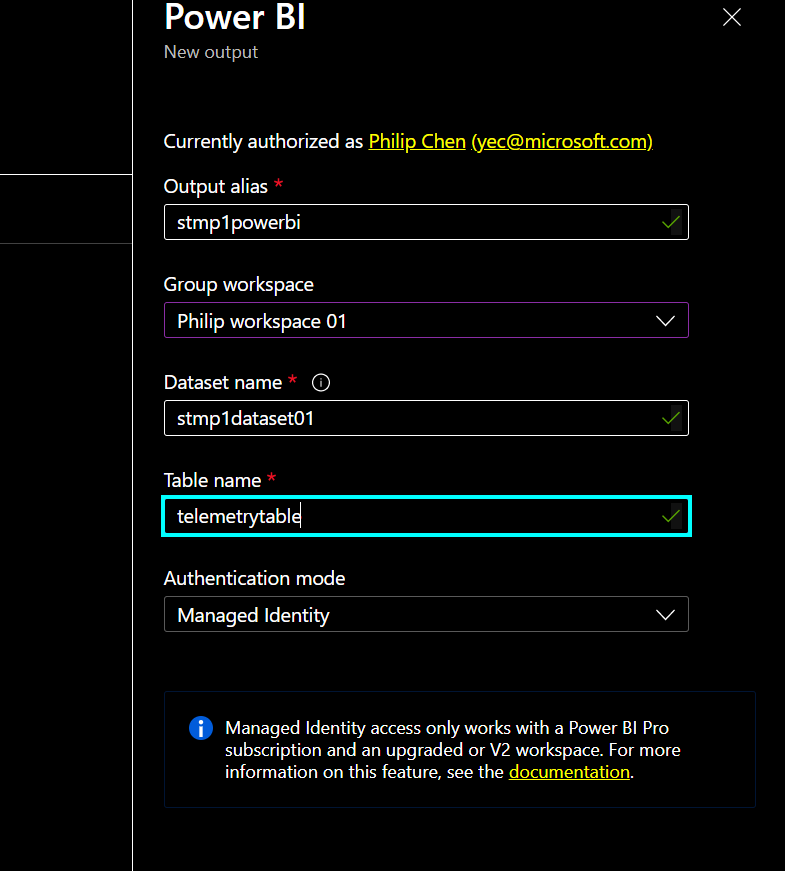 Power BI
New output
Currently authorized as Philip Chen (yec@microsoft.com)
Output alias *
stmp1powerbi
Group workspace
Philip workspace 01
Dataset name *
stmp1dataset01
Table name *
telemetrytable
Authentication mode
Managed Identity
Managed Identity access only works with a Power BI Pro
subscription and an upgraded or V2 workspace. For more
information on this feature, see the documentation.